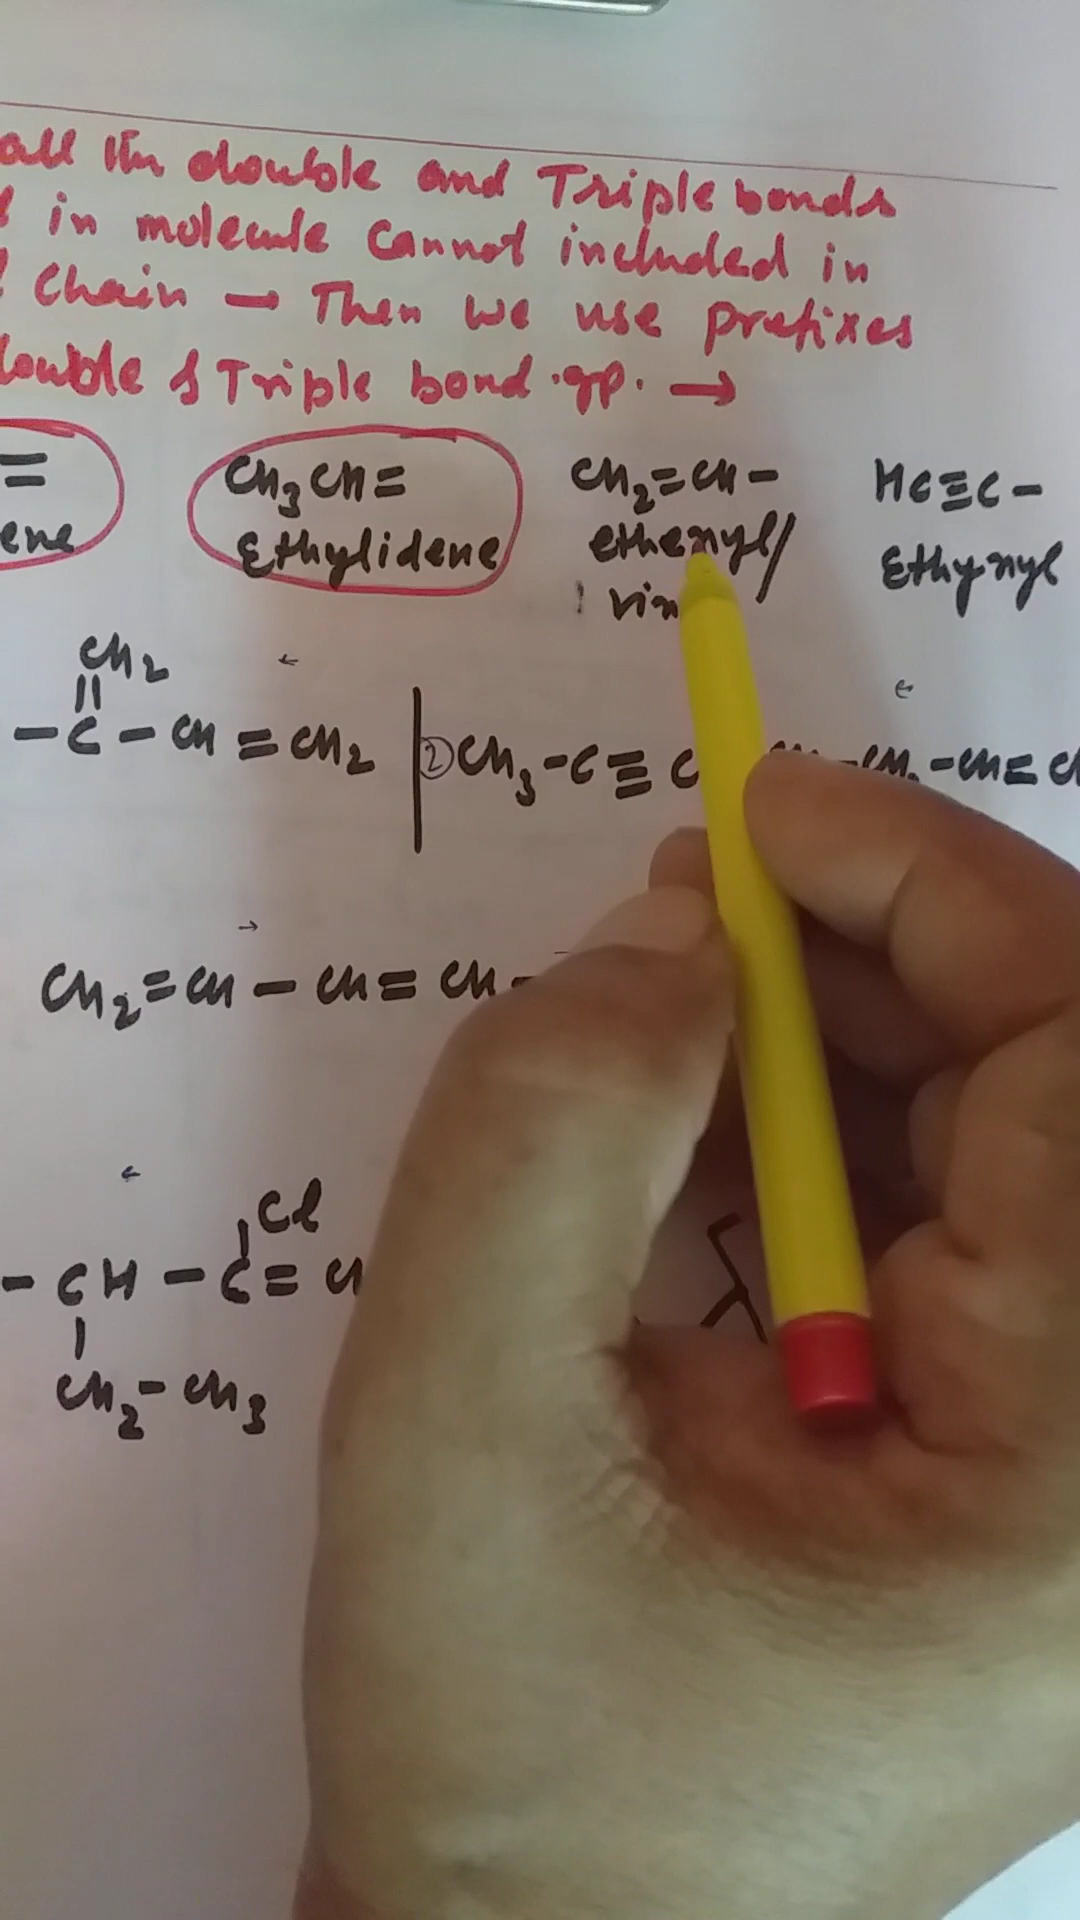 all the double and Triple bonds
in molecule cannot included in
Chain → Then we use prefixes
double & Triple bond gp. →
= CH3CH= CH2=CH- HC≡C-
ene Ethylidene ethenyl/ Ethynyl
CH2 ←
|| ←
-C-CH=CH2 ② CH3-C≡C -CH=
→
CH2=CH-CH=CH-
←
Cl
|
-CH-C=
|
CH2-CH3